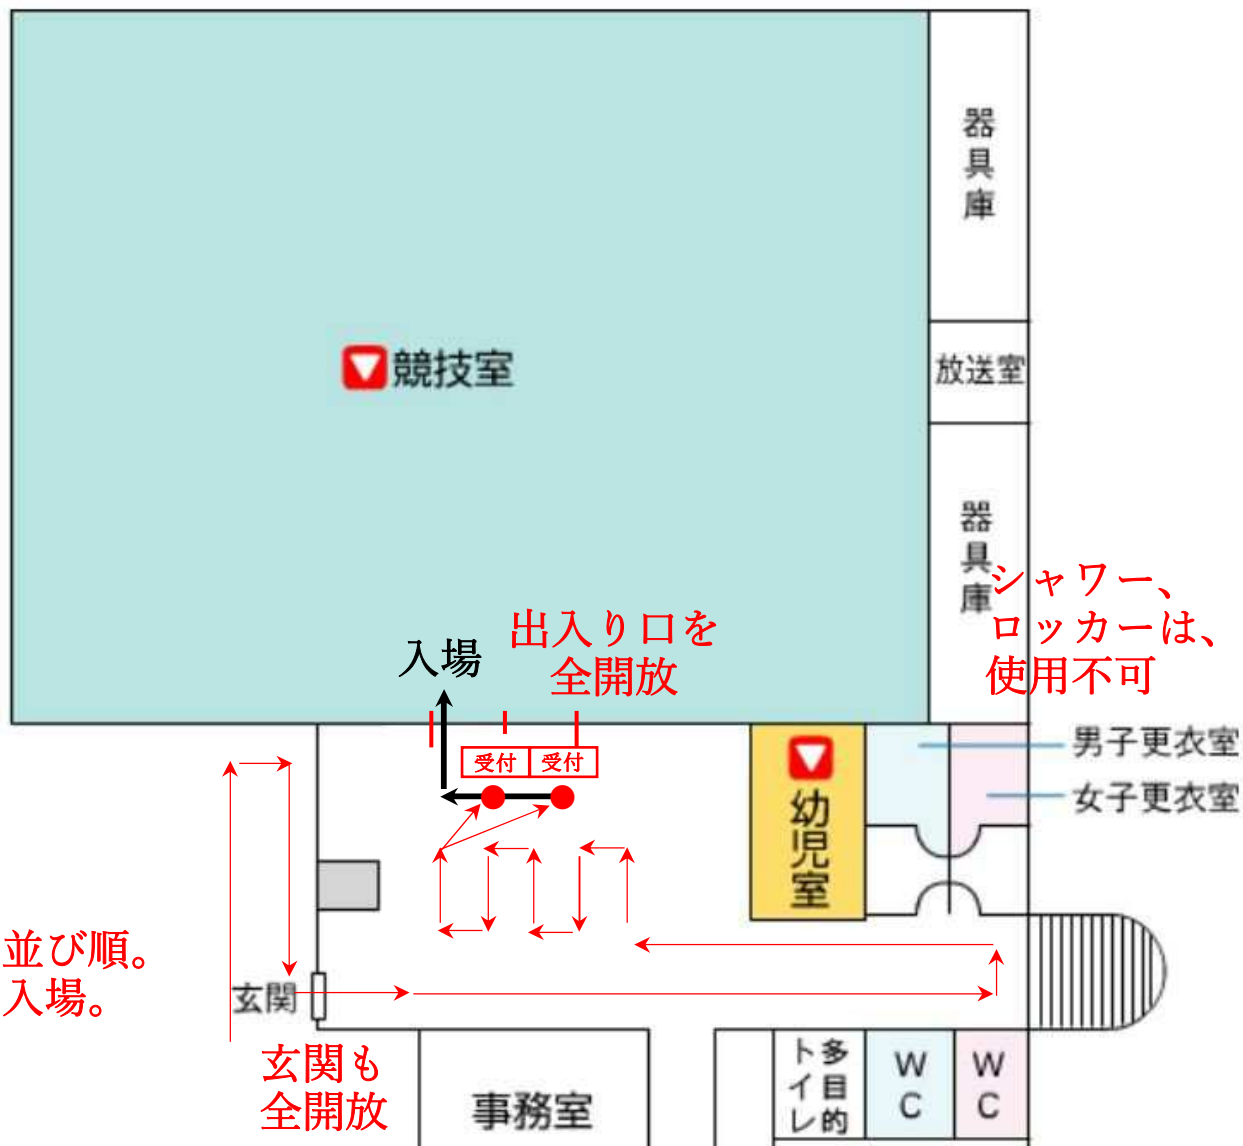 器具庫
放送室
競技室
器具庫
シャワー、
ロッカーは、
使用不可
出入り口を
全開放
入場
受付
受付
男子更衣室
女子更衣室
幼児室
並び順。
入場。
玄関
玄関も
全開放
事務室
多目的
トイレ
WC
WC